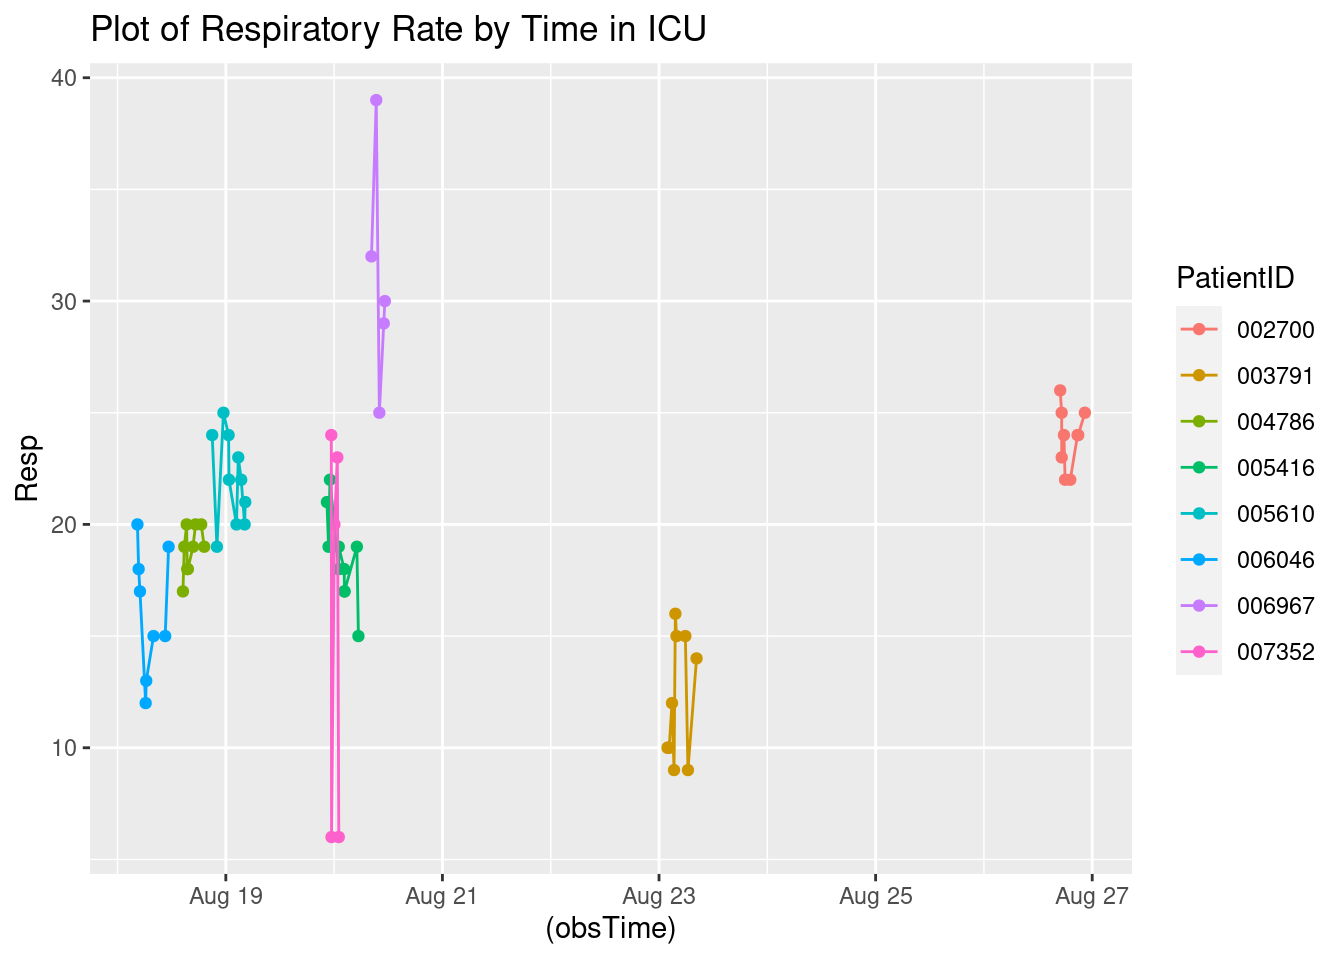 Plot of Respiratory Rate by Time in ICU
Resp
40
30
20
10
Aug 19 Aug 21 Aug 23 Aug 25 Aug 27
(obsTime)
PatientID
002700
003791
004786
005416
005610
006046
006967
007352